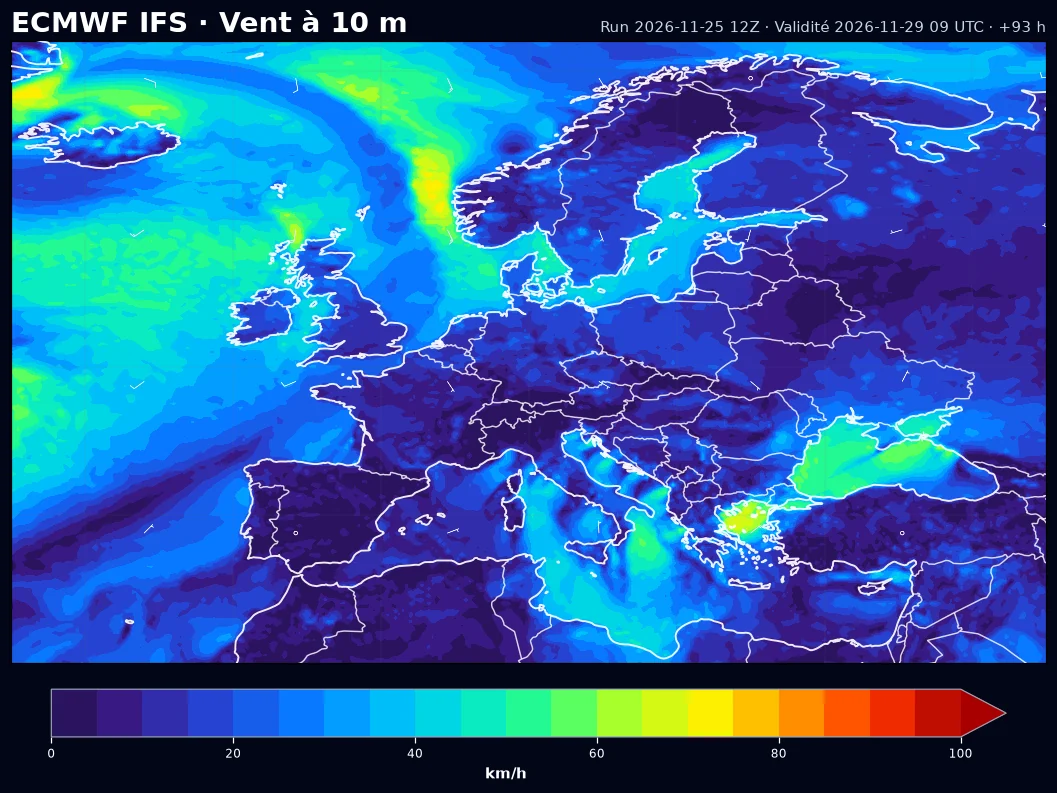 ECMWF IFS · Vent à 10 m
Run 2026-11-25 12Z · Validité 2026-11-29 09 UTC · +93 h
0 20 40 60 80 100
km/h